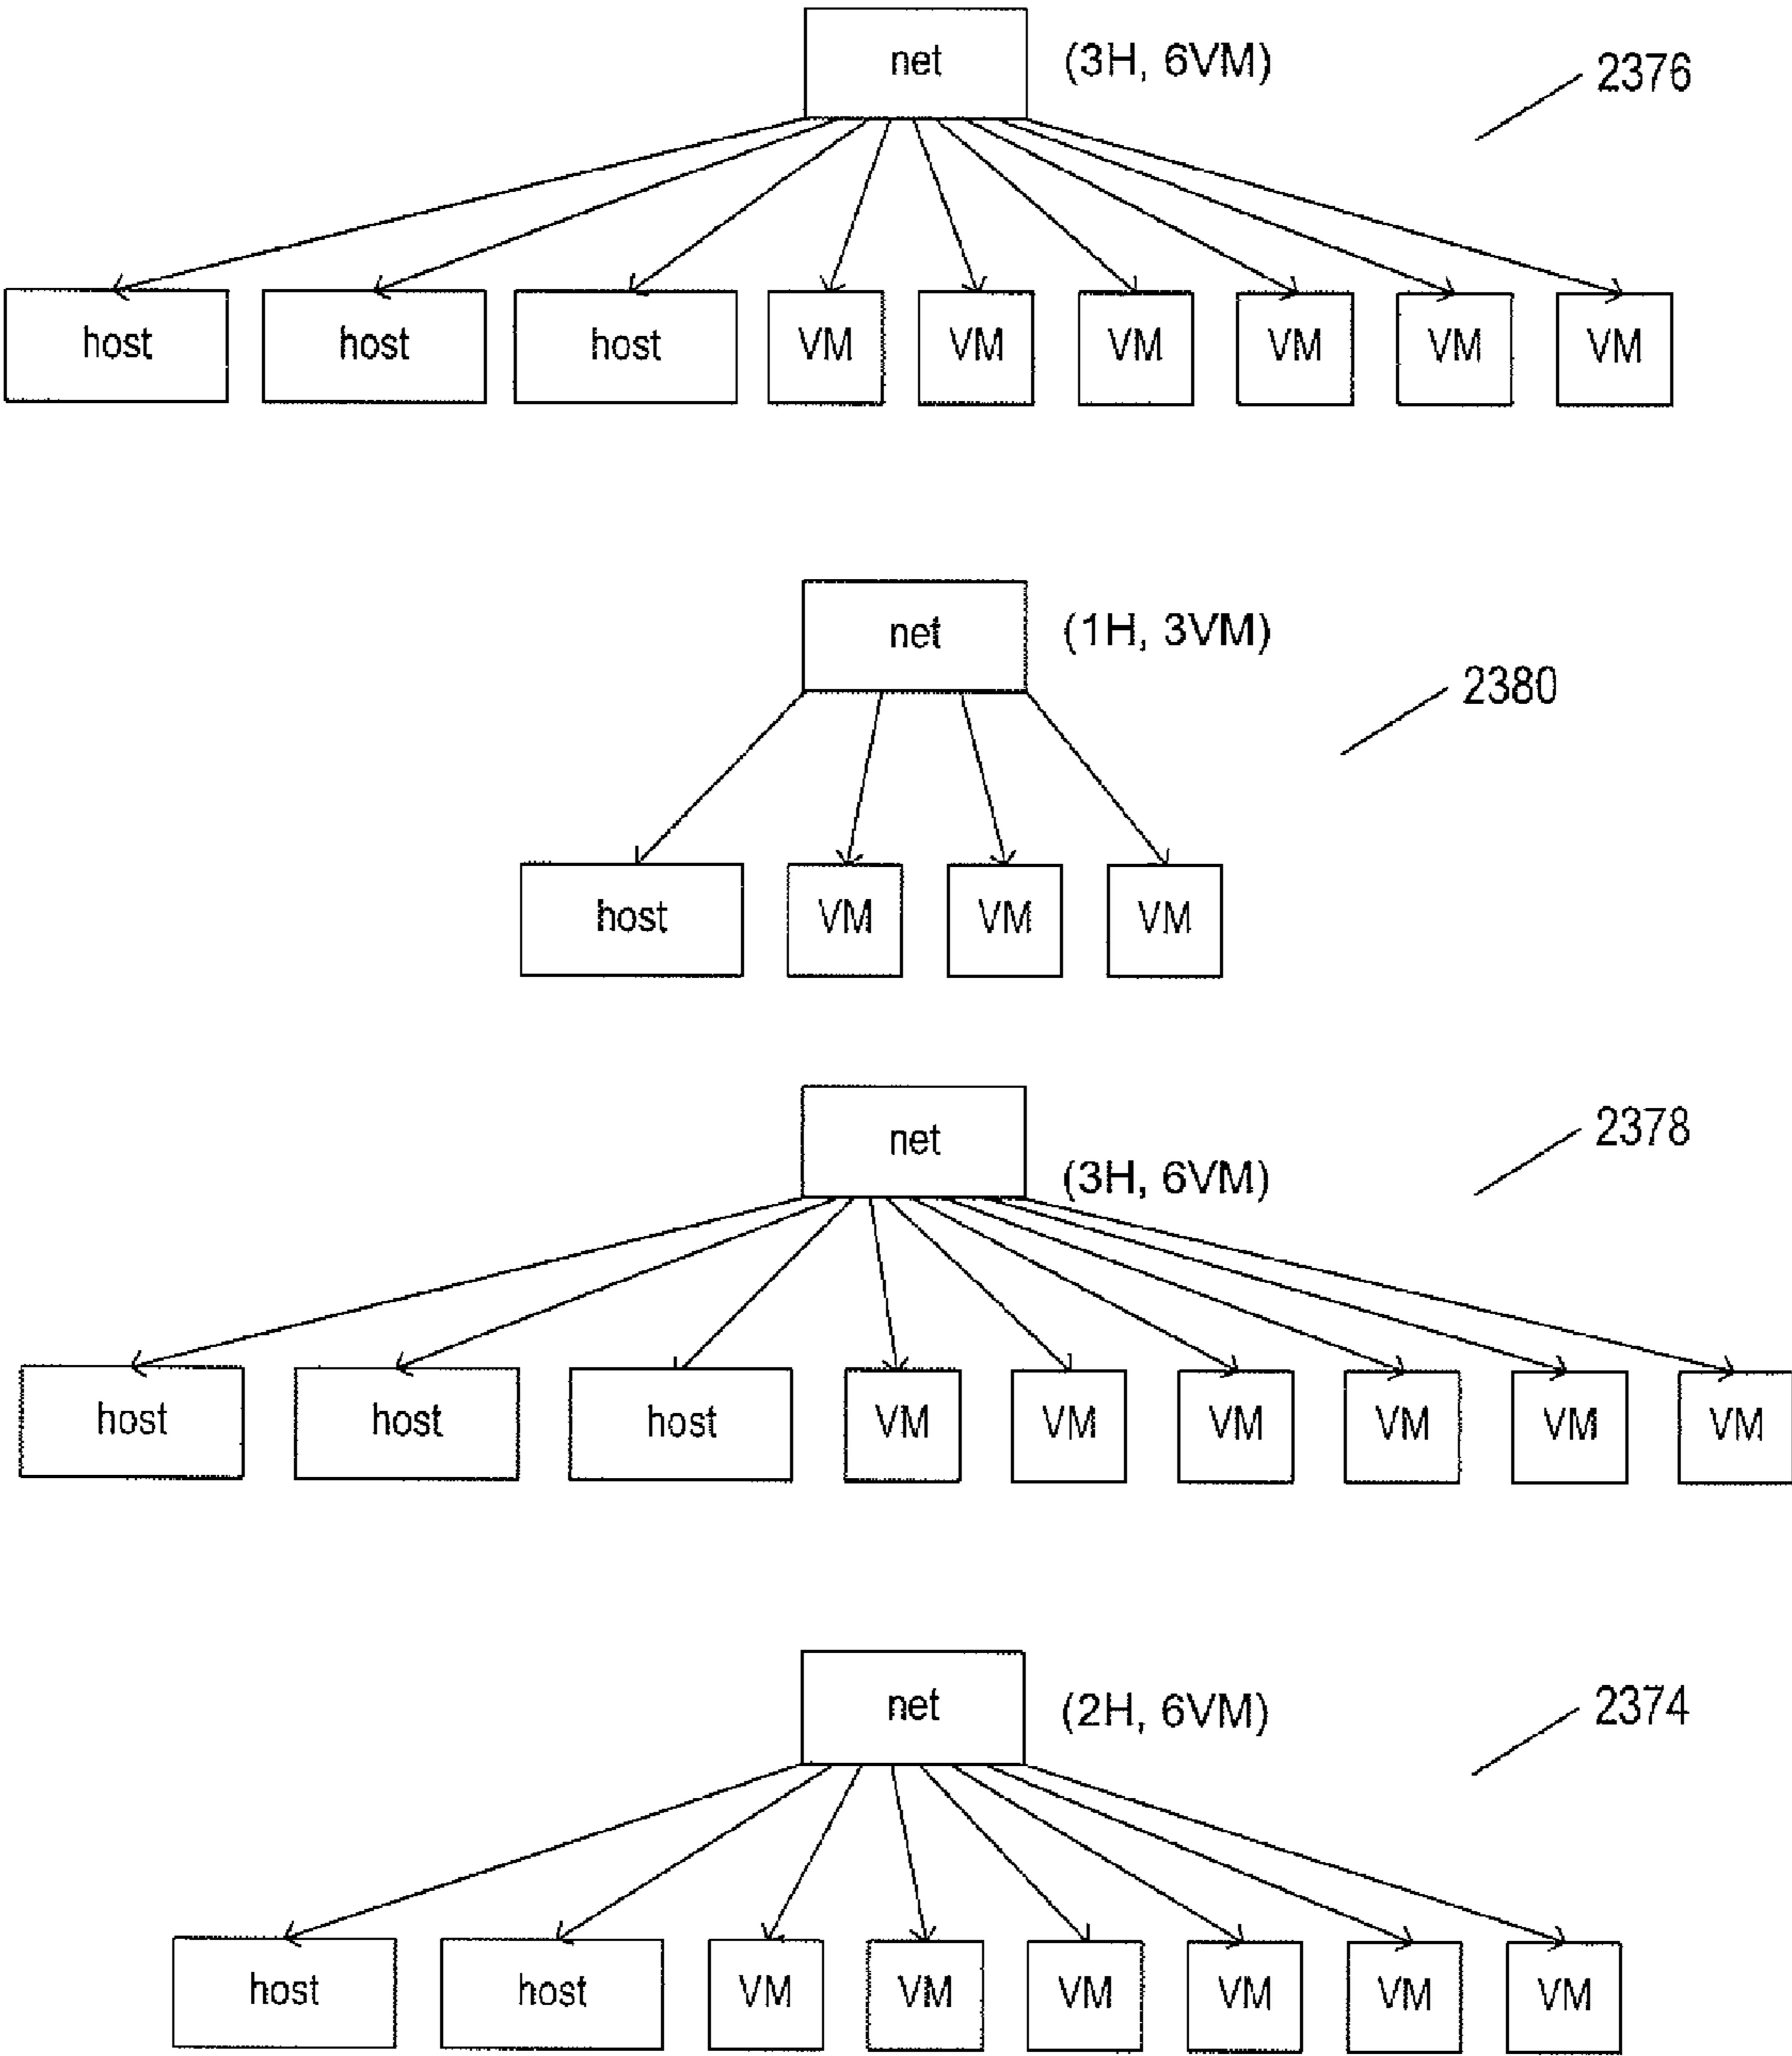 net (3H, 6VM)
2376
host host host VM VM VM VM VM VM
net (1H, 3VM)
2380
host VM VM VM
net
2378
(3H, 6VM)
host host host VM VM VM VM VM VM
net (2H, 6VM)
2374
host host VM VM VM VM VM VM